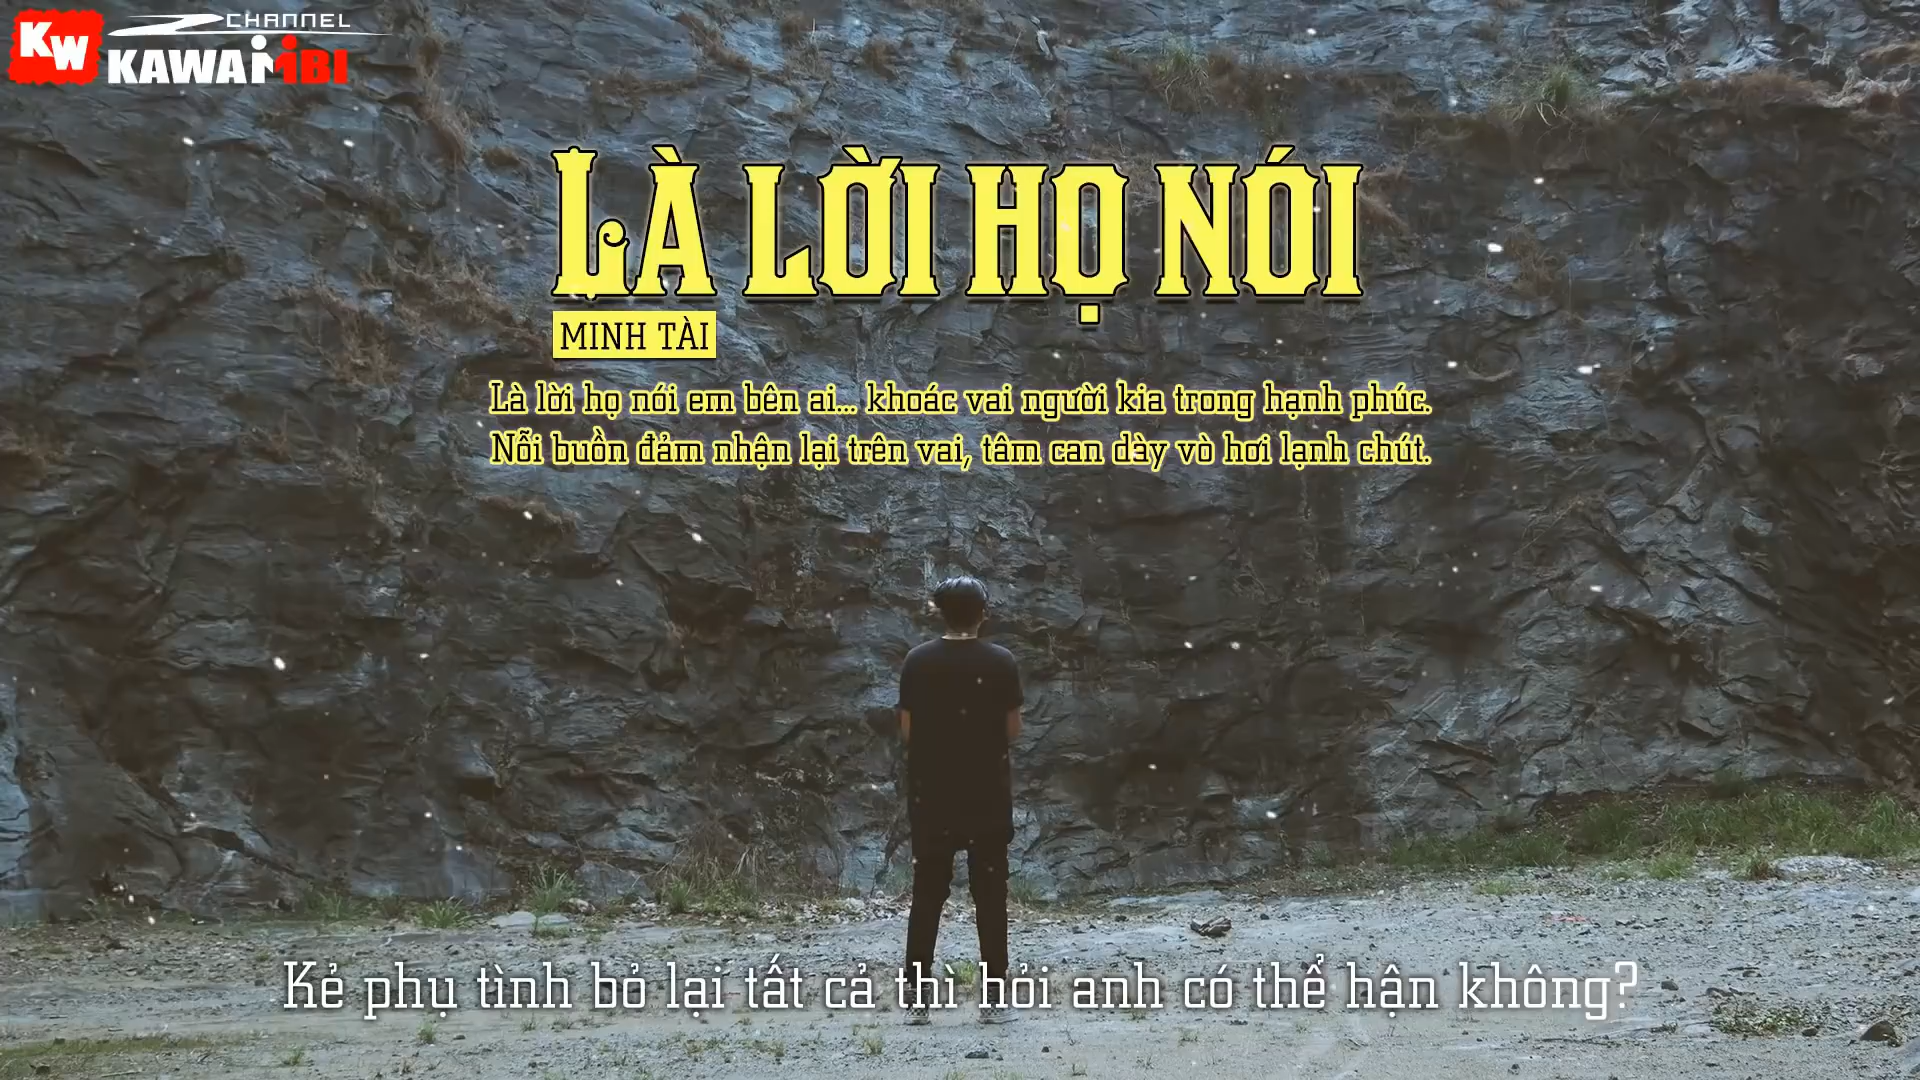 KW
CHANNEL
KAWAIIBI
LÀ LỜI HỌ NÓI
MINH TÀI
Là lời họ nói em bên ai... khoác vai người kia trong hạnh phúc.
Nỗi buồn đảm nhận lại trên vai, tâm can dày vò hơi lạnh chút.
Kẻ phụ tình bỏ lại tất cả thì hỏi anh có thể hận không?